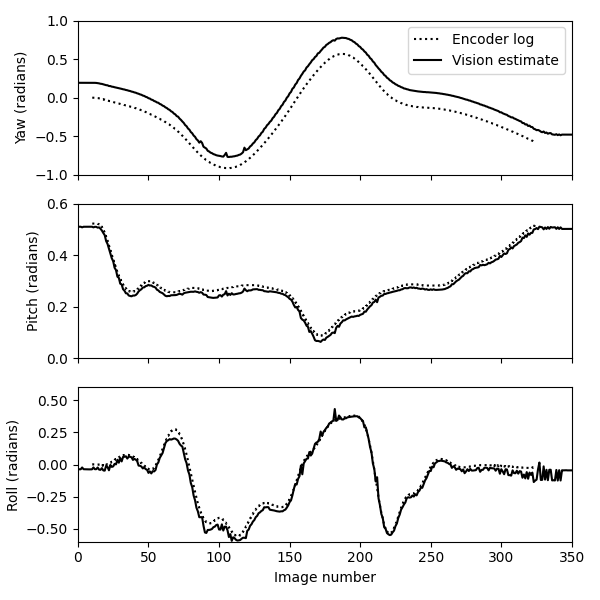 1.0
0.5
0.0
−0.5
−1.0
Yaw (radians)
Encoder log
Vision estimate
0.6
0.4
0.2
0.0
Pitch (radians)
0.50
0.25
0.00
−0.25
−0.50
Roll (radians)
0 50 100 150 200 250 300 350
Image number